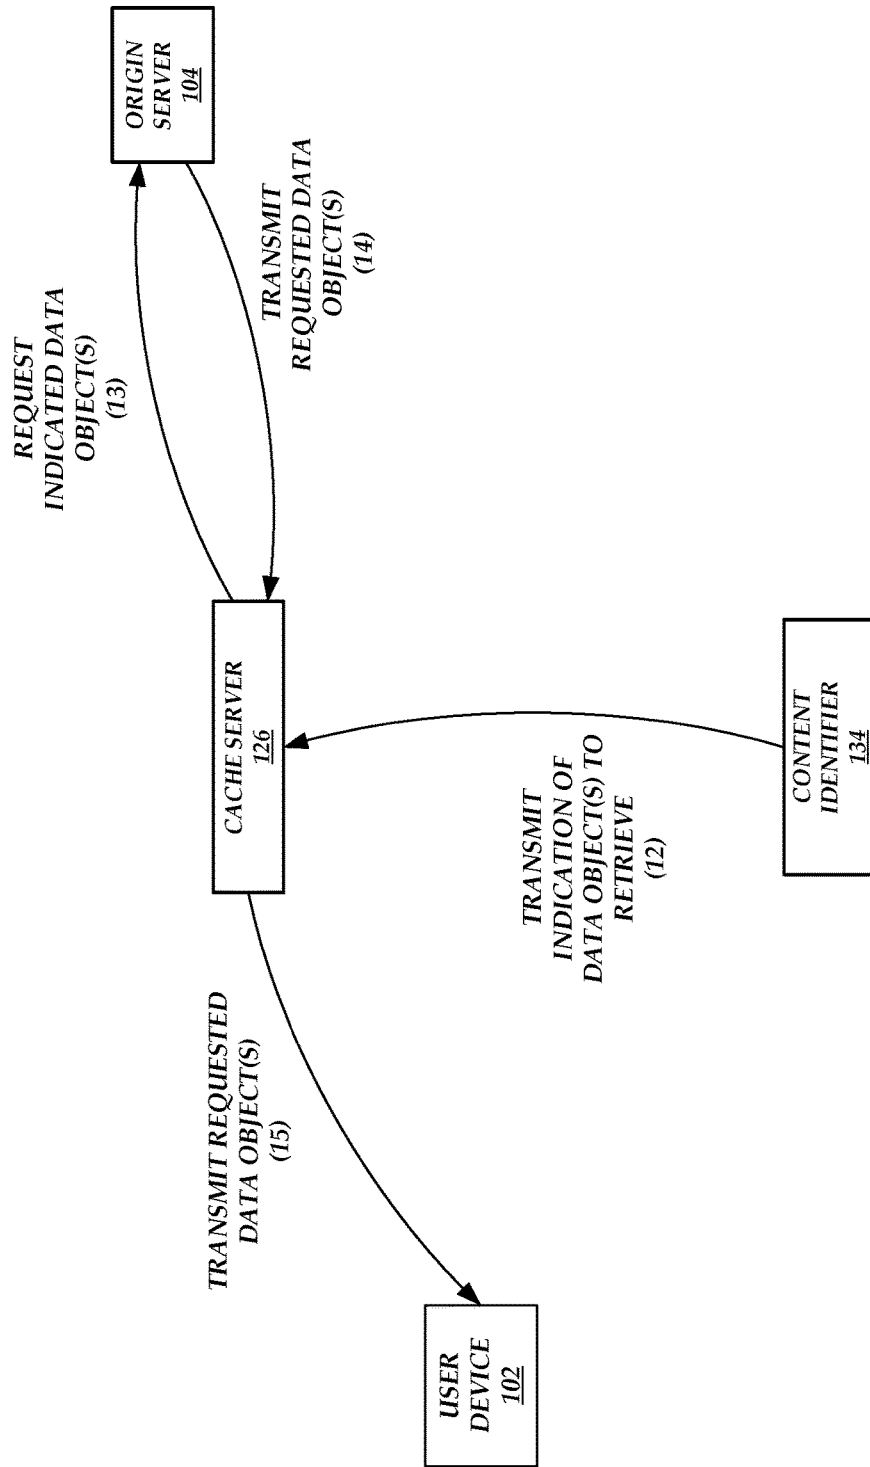 TRANSMIT REQUESTED
DATA OBJECT(S)
(15)
REQUEST
INDICATED DATA
OBJECT(S)
(13)
ORIGIN
SERVER
104
CACHE SERVER
126
TRANSMIT
REQUESTED DATA
OBJECT(S)
(14)
USER
DEVICE
102
TRANSMIT
INDICATION OF
DATA OBJECT(S) TO
RETRIEVE
(12)
CONTENT
IDENTIFIER
134